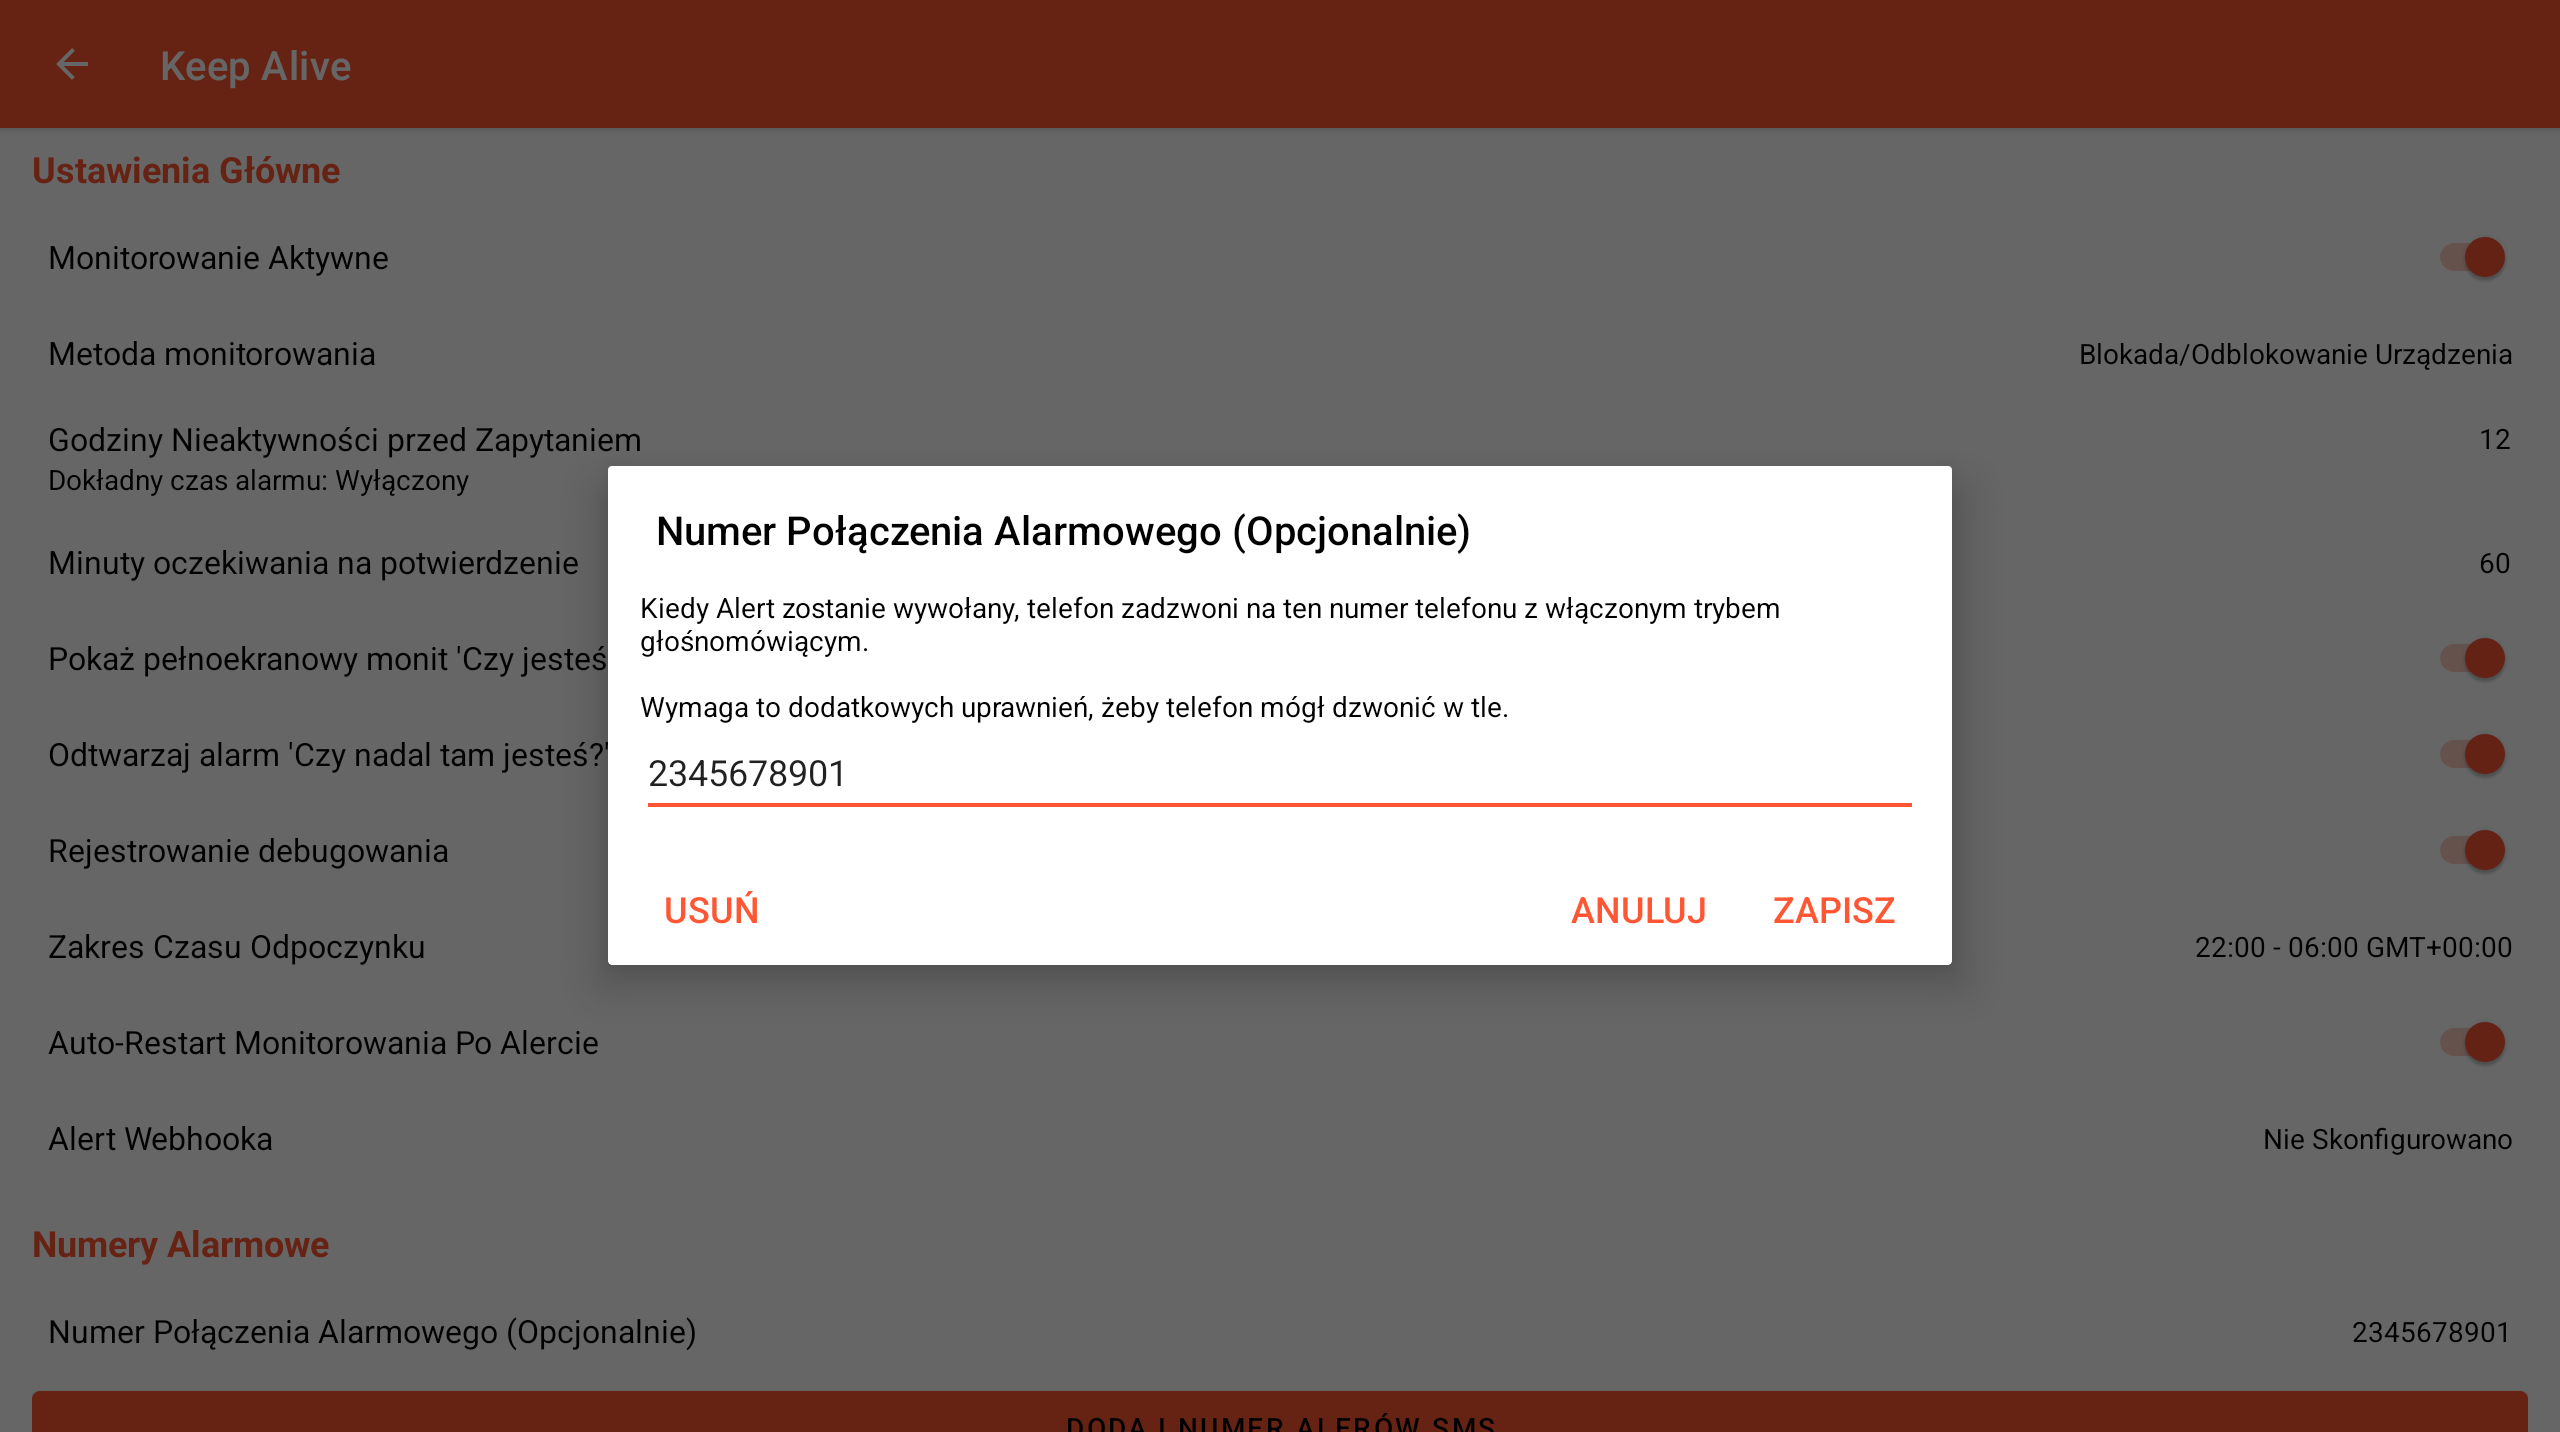 Keep Alive
Ustawienia Główne
Monitorowanie Aktywne
Metoda monitorowania
Blokada/Odblokowanie Urządzenia
Godziny Nieaktywności przed Zapytaniem
12
Dokładny czas alarmu: Wyłączony
Minuty oczekiwania na potwierdzenie
60
Pokaż pełnoekranowy monit 'Czy jesteś
Odtwarzaj alarm 'Czy nadal tam jesteś?'
Rejestrowanie debugowania
Zakres Czasu Odpoczynku
22:00 - 06:00 GMT+00:00
Auto-Restart Monitorowania Po Alercie
Alert Webhooka
Nie Skonfigurowano
Numery Alarmowe
Numer Połączenia Alarmowego (Opcjonalnie)
2345678901
NUMER ALERÓW SMS
Numer Połączenia Alarmowego (Opcjonalnie)
Kiedy Alert zostanie wywołany, telefon zadzwoni na ten numer telefonu z włączonym trybem
głośnomówiącym.
Wymaga to dodatkowych uprawnień, żeby telefon mógł dzwonić w tle.
2345678901
USUŃ
ANULUJ
ZAPISZ